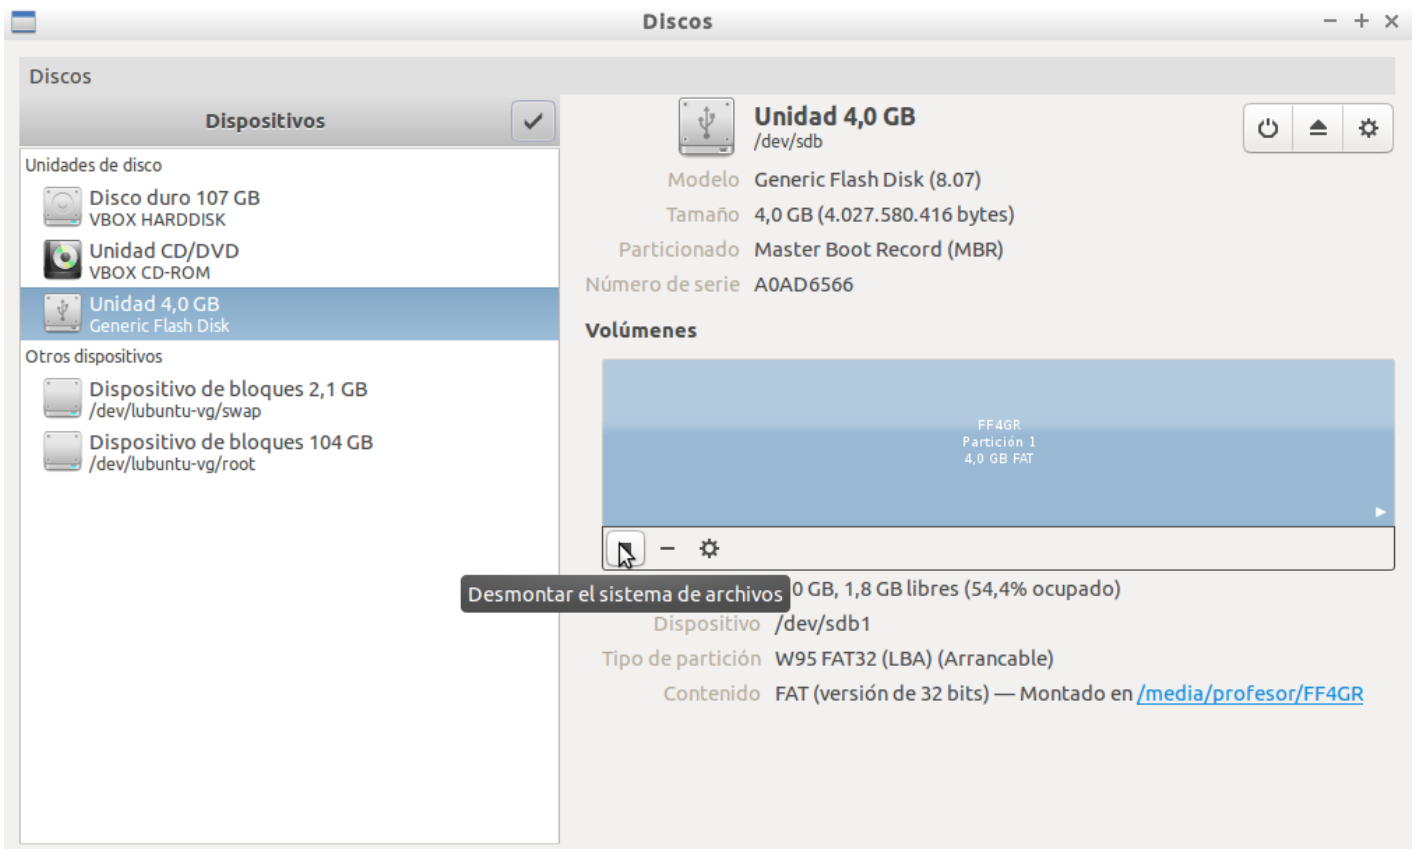 Discos
Discos
Dispositivos
Unidades de disco
Disco duro 107 GB
VBOX HARDDISK
Unidad CD/DVD
VBOX CD-ROM
Unidad 4,0 GB
Generic Flash Disk
Otros dispositivos
Dispositivo de bloques 2,1 GB
/dev/lubuntu-vg/swap
Dispositivo de bloques 104 GB
/dev/lubuntu-vg/root
Unidad 4,0 GB
/dev/sdb
Modelo Generic Flash Disk (8.07)
Tamaño 4,0 GB (4.027.580.416 bytes)
Particionado Master Boot Record (MBR)
Número de serie A0AD6566
Volúmenes
FF4GR
Partición 1
4,0 GB FAT
Desmontar el sistema de archivos
0 GB, 1,8 GB libres (54,4% ocupado)
Dispositivo /dev/sdb1
Tipo de partición W95 FAT32 (LBA) (Arrancable)
Contenido FAT (versión de 32 bits) — Montado en /media/profesor/FF4GR